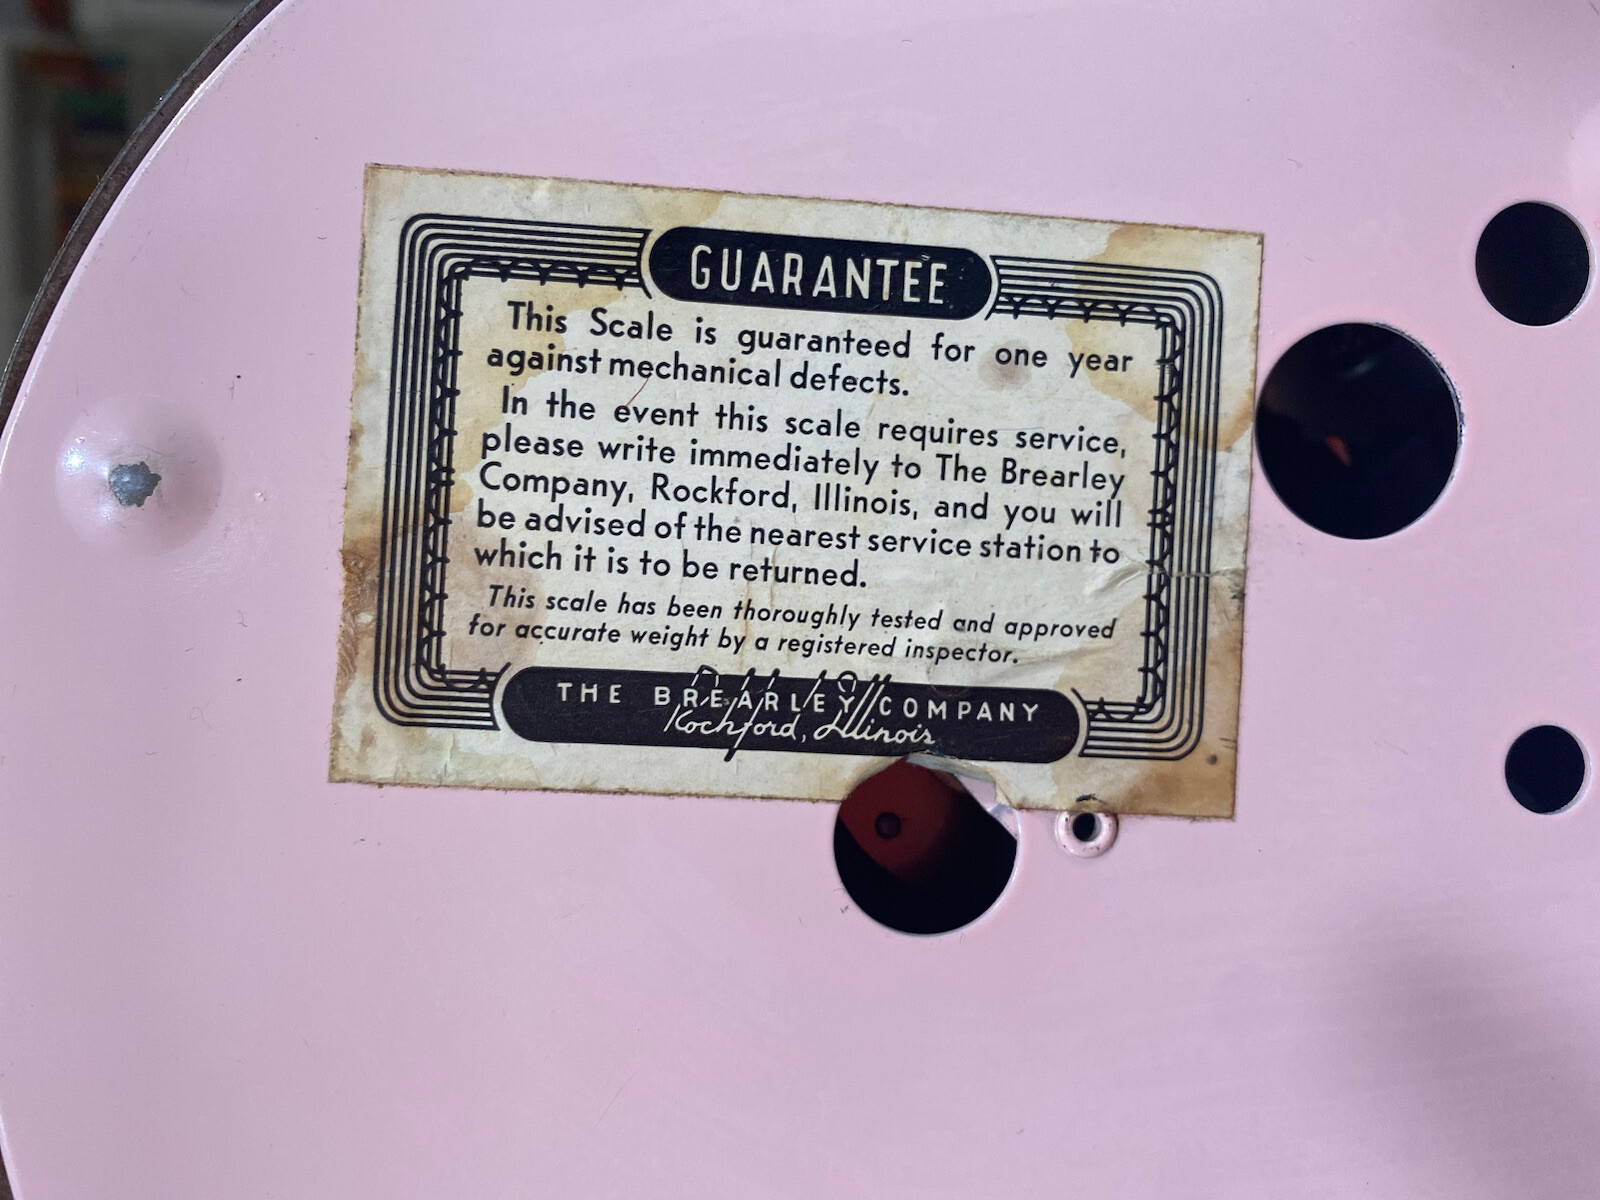 GUARANTEE
This Scale is guaranteed for one year
against mechanical defects.
In the event this scale requires service,
please write immediately to The Brearley
Company, Rockford, Illinois, and you will
be advised of the nearest service station to
which it is to be returned.
This scale has been thoroughly tested and approved
for accurate weight by a registered inspector.
THE BREARLEY COMPANY
Rockford, Illinois